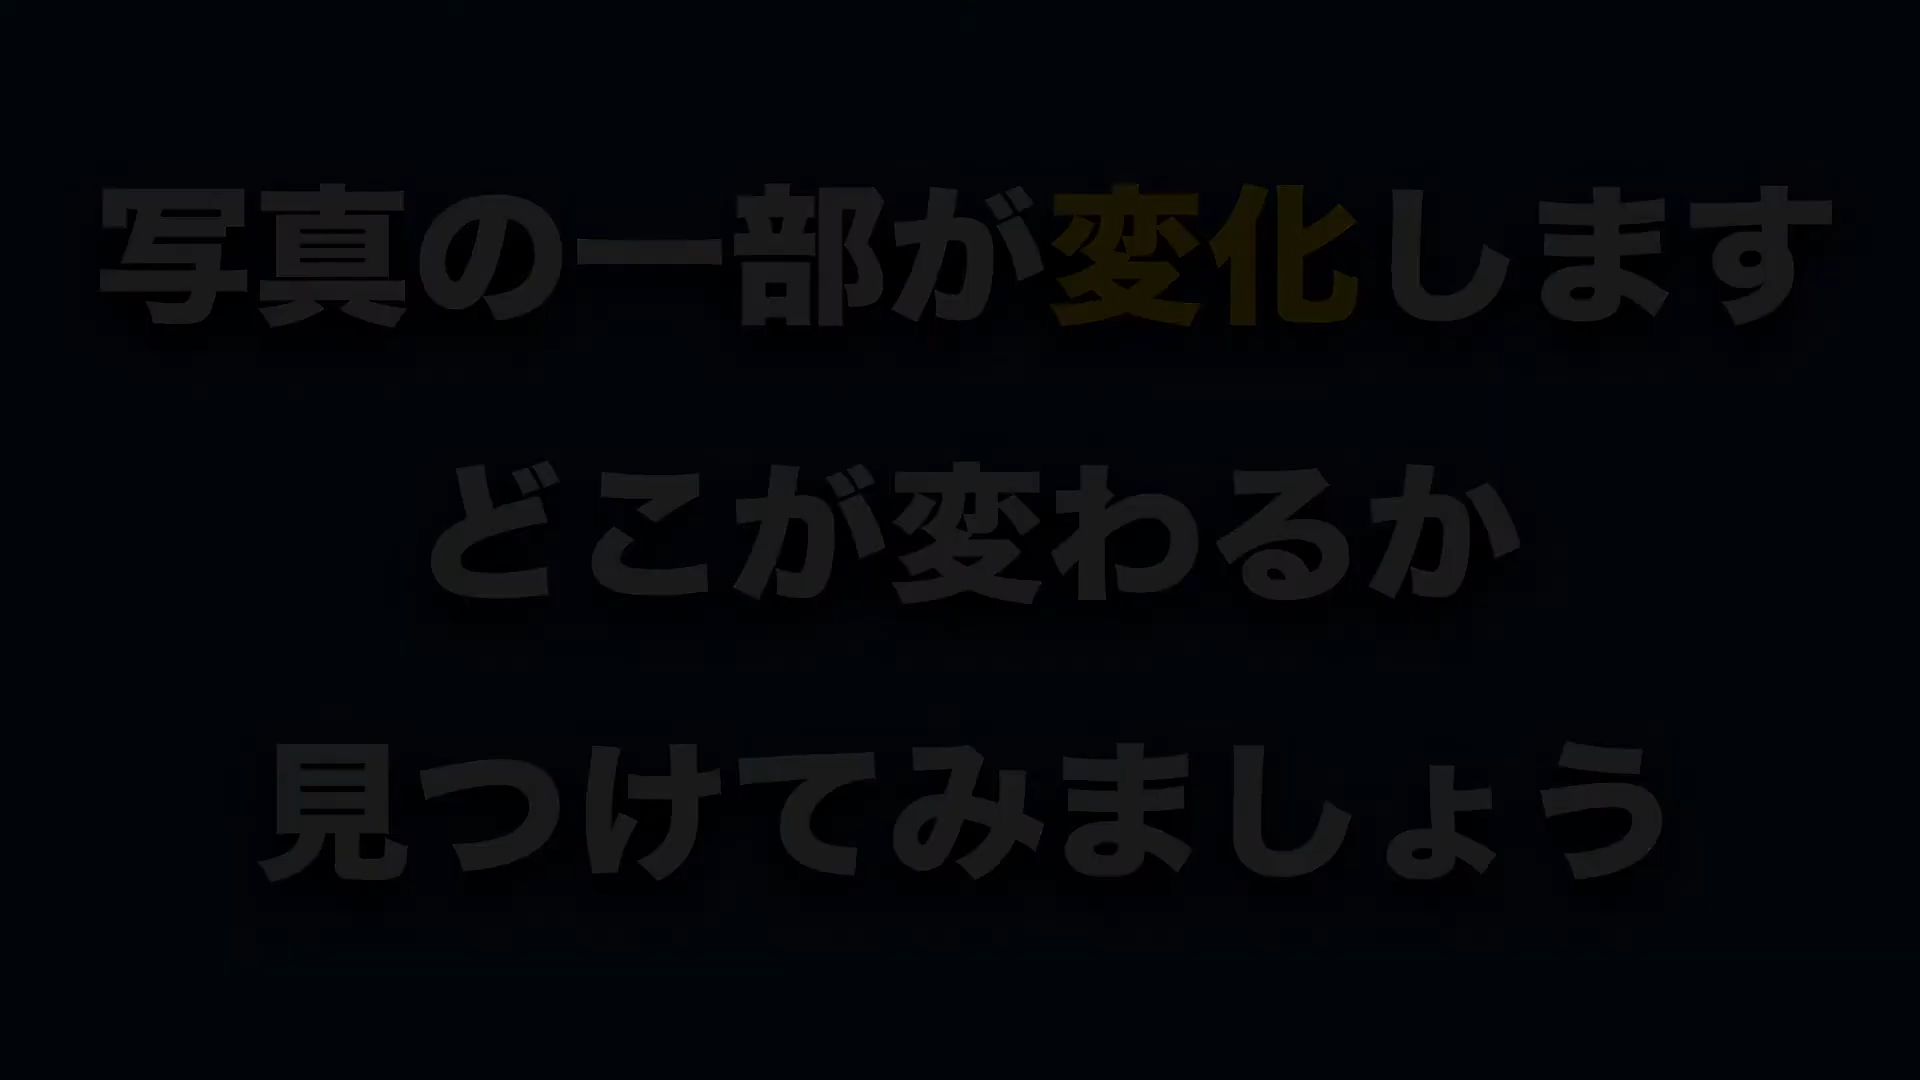 写真の一部が変化します
どこが変わるか
見つけてみましょう